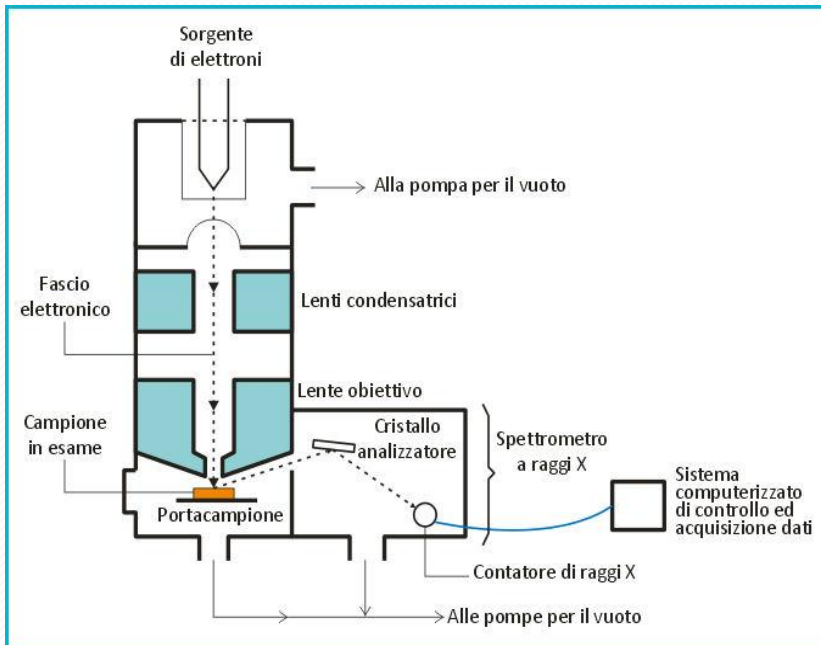 Sorgente
di elettroni
Alla pompa per il vuoto
Fascio
elettronico
Lenti condensatrici
Lente obiettivo
Campione
in esame
Cristallo
analizzatore
Spettrometro
a raggi X
Sistema
computerizzato
di controllo ed
acquisizione dati
Portacampione
Contatore di raggi X
Alle pompe per il vuoto